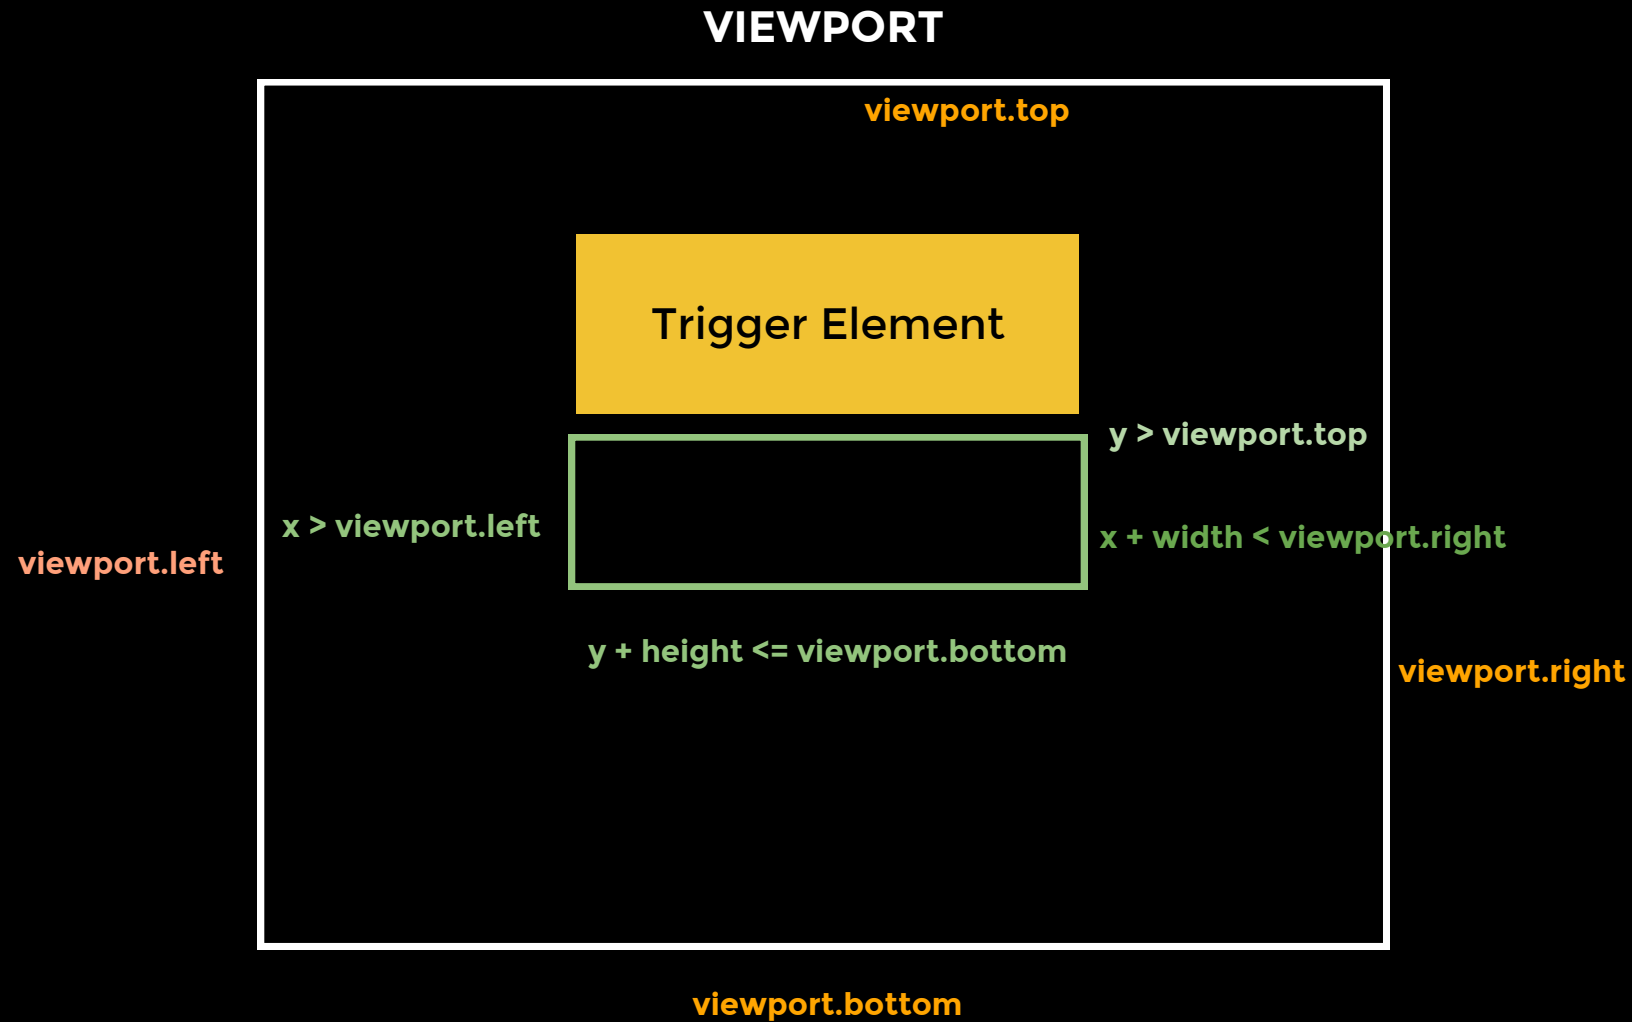 VIEWPORT
viewport.top
Trigger Element
y > viewport.top
x > viewport.left
x + width < viewport.right
viewport.left
y + height <= viewport.bottom
viewport.right
viewport.bottom